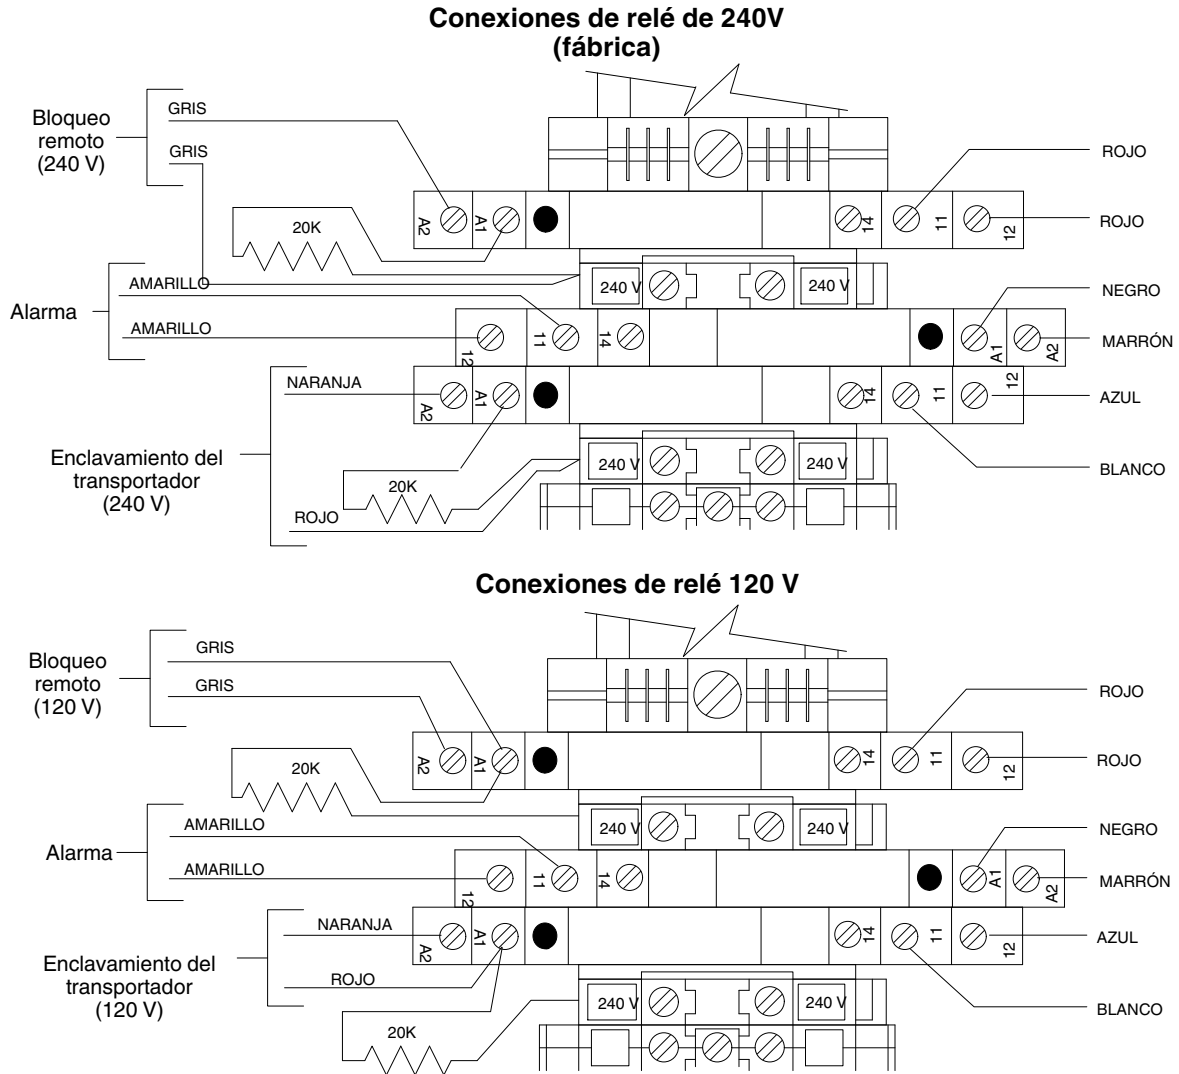 Conexiones de relé de 240V
(fábrica)
Bloqueo
remoto
(240 V)
GRIS
GRIS
ROJO
A2
A1
14
11
12
ROJO
20K
AMARILLO
240 V
240 V
NEGRO
Alarma
AMARILLO
12
11
14
A1
A2
MARRÓN
NARANJA
A2
A1
14
11
12
AZUL
Enclavamiento del
transportador
(240 V)
240 V
240 V
BLANCO
20K
ROJO
Conexiones de relé 120 V
Bloqueo
remoto
(120 V)
GRIS
GRIS
ROJO
A2
A1
14
11
12
ROJO
20K
AMARILLO
240 V
240 V
NEGRO
Alarma
AMARILLO
12
11
14
A1
A2
MARRÓN
NARANJA
A2
A1
14
11
12
AZUL
Enclavamiento del
transportador
(120 V)
ROJO
240 V
240 V
BLANCO
20K